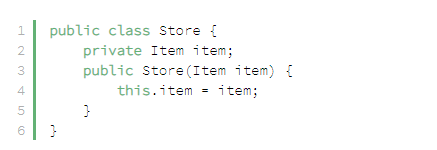 1 public class Store {
2     private Item item;
3     public Store(Item item) {
4         this.item = item;
5     }
6 }